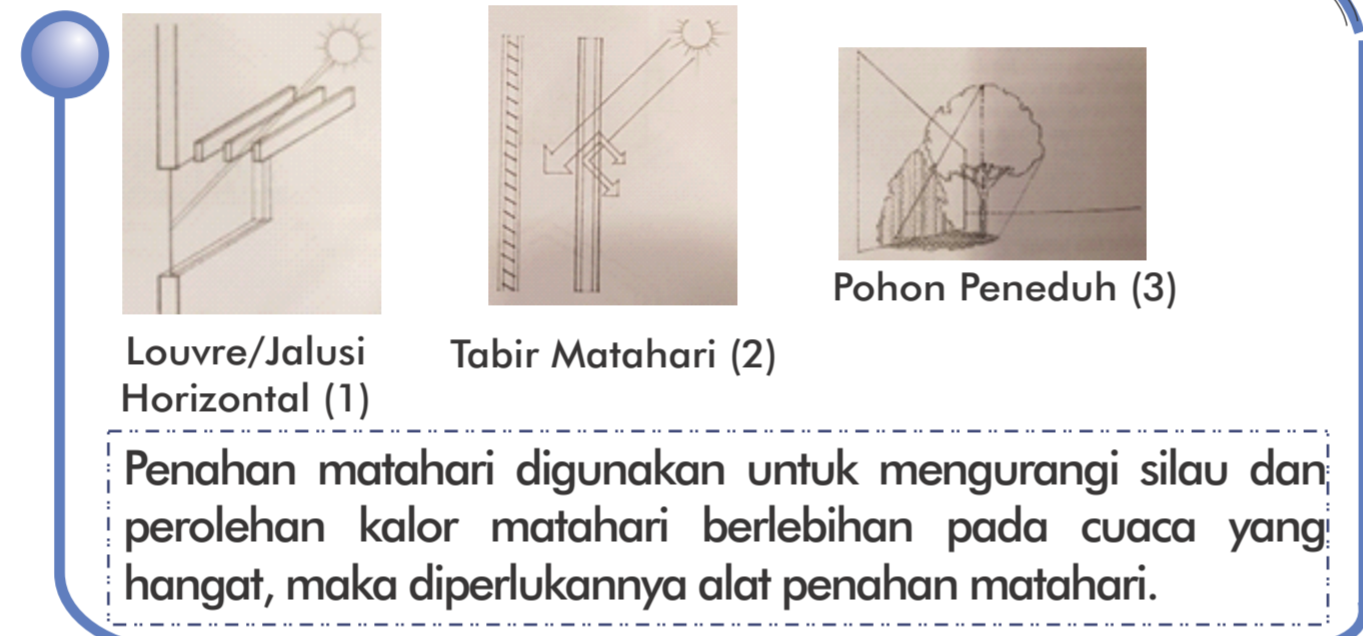 Louvre/Jalusi
Horizontal (1)
Tabir Matahari (2)
Pohon Peneduh (3)
Penahan matahari digunakan untuk mengurangi silau dan
perolehan kalor matahari berlebihan pada cuaca yang
hangat, maka diperlukannya alat penahan matahari.